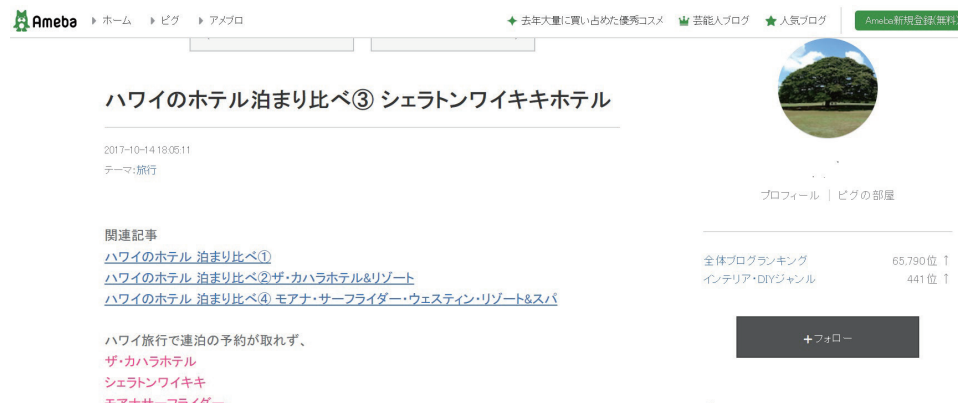 Ameba ホーム ピグ アメブロ 去年大量に買い占めた優秀コスメ 芸能人ブログ 人気ブログ Ameba新規登録(無料)
ハワイのホテル泊まり比べ③ シェラトンワイキキホテル
2017-10-14 18:05:11
テーマ:旅行
関連記事
ハワイのホテル 泊まり比べ①
ハワイのホテル 泊まり比べ②ザ・カハラホテル&リゾート
ハワイのホテル 泊まり比べ④ モアナ・サーフライダー・ウェスティン・リゾート&スパ
ハワイ旅行で連泊の予約が取れず、
ザ・カハラホテル
シェラトンワイキキ
モアナサーフライダー
プロフィール | ピグの部屋
全体ブログランキング 65,790位 ↑
インテリア・DIYジャンル 441位 ↑
+フォロー